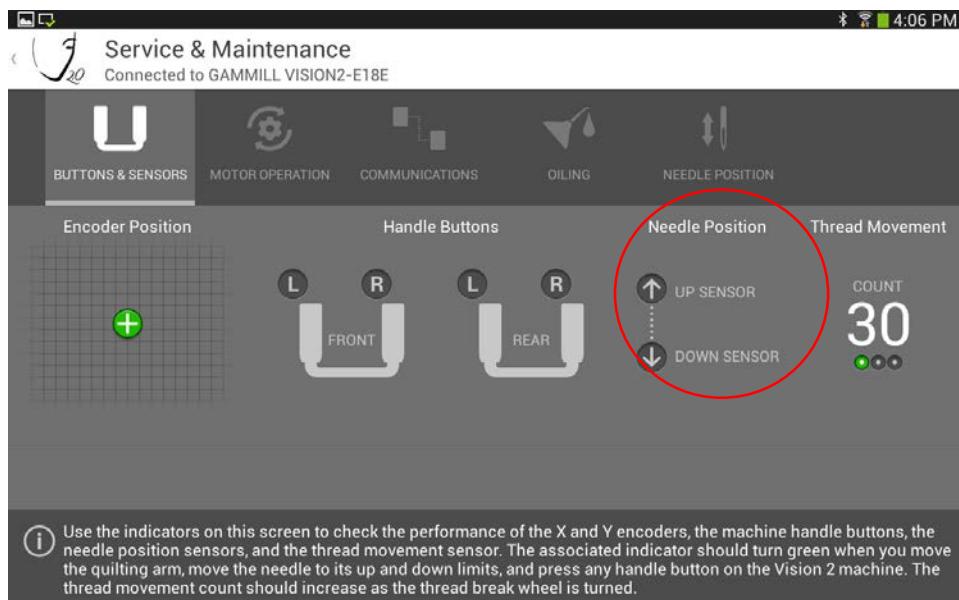 4:06 PM
Service & Maintenance
Connected to GAMMILL VISION2-E18E
20
BUTTONS & SENSORS
MOTOR OPERATION
COMMUNICATIONS
OILING
NEEDLE POSITION
Encoder Position
Handle Buttons
Needle Position
Thread Movement
L R L R
UP SENSOR
COUNT
30
FRONT
REAR
DOWN SENSOR
Use the indicators on this screen to check the performance of the X and Y encoders, the machine handle buttons, the
needle position sensors, and the thread movement sensor. The associated indicator should turn green when you move
the quilting arm, move the needle to its up and down limits, and press any handle button on the Vision 2 machine. The
thread movement count should increase as the thread break wheel is turned.